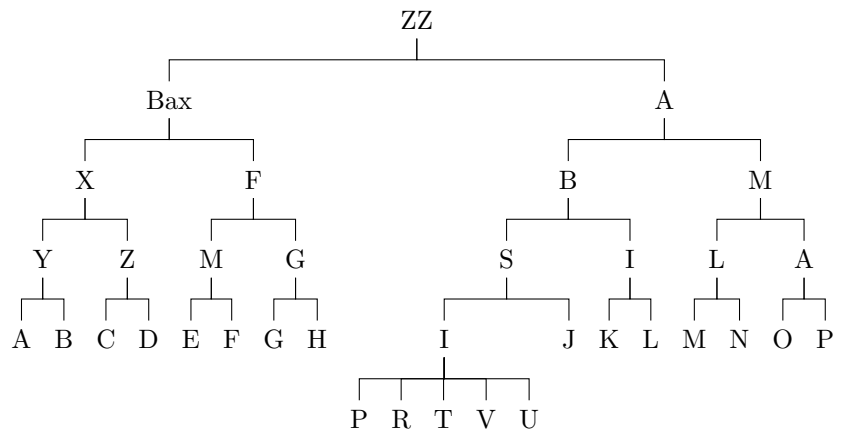 ZZ
Bax A
X F B M
Y Z M G S I L A
A B C D E F G H I J K L M N O P
P R T V U